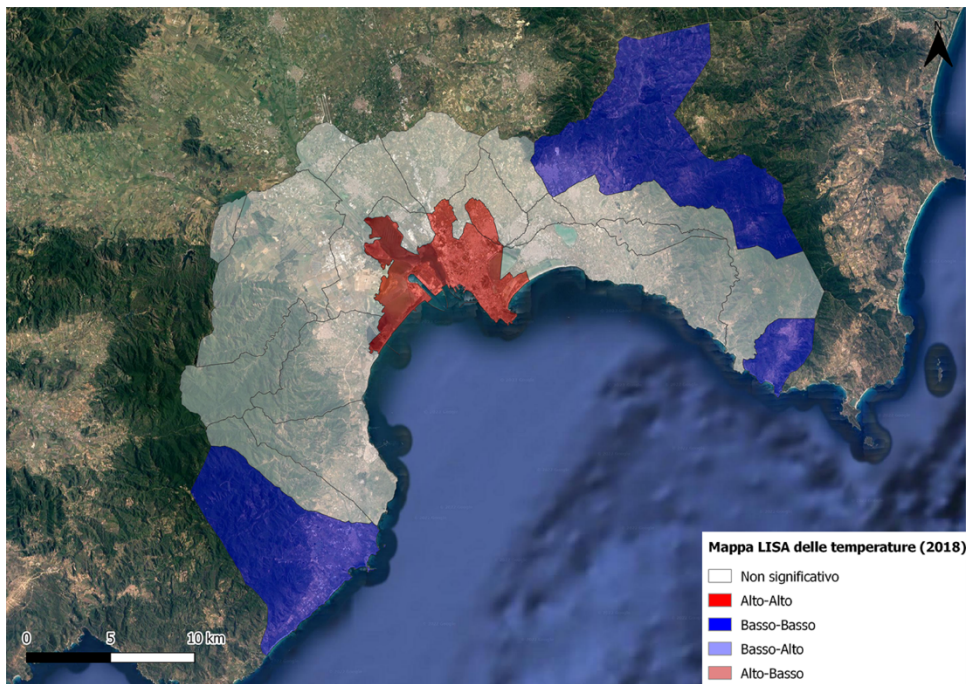 N
Mappa LISA delle temperature (2018)
Non significativo
Alto-Alto
Basso-Basso
Basso-Alto
Alto-Basso
0 5 10 km